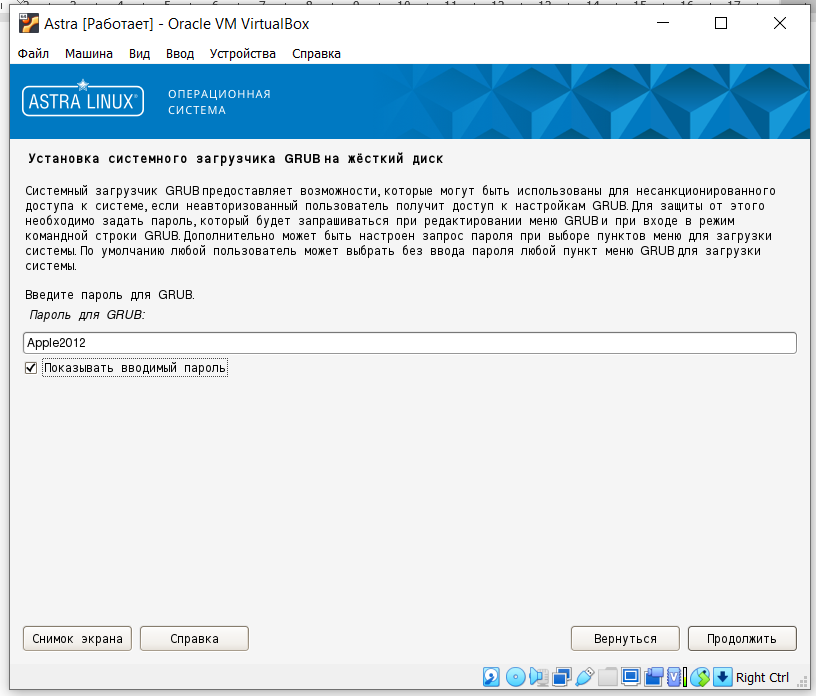 Astra [Работает] - Oracle VM VirtualBox
Файл Машина Вид Ввод Устройства Справка
ASTRA LINUX®
ОПЕРАЦИОННАЯ
СИСТЕМА
Установка системного загрузчика GRUB на жёсткий диск
Системный загрузчик GRUB предоставляет возможности, которые могут быть использованы для несанкционированного
доступа к системе, если неавторизованный пользователь получит доступ к настройкам GRUB. Для защиты от этого
необходимо задать пароль, который будет запрашиваться при редактировании меню GRUB и при входе в режим
командной строки GRUB. Дополнительно может быть настроен запрос пароля при выборе пунктов меню для загрузки
системы. По умолчанию любой пользователь может выбрать без ввода пароля любой пункт меню GRUB для загрузки
системы.
Введите пароль для GRUB.
Пароль для GRUB:
Apple2012
Показывать вводимый пароль
Снимок экрана Справка Вернуться Продолжить
Right Ctrl